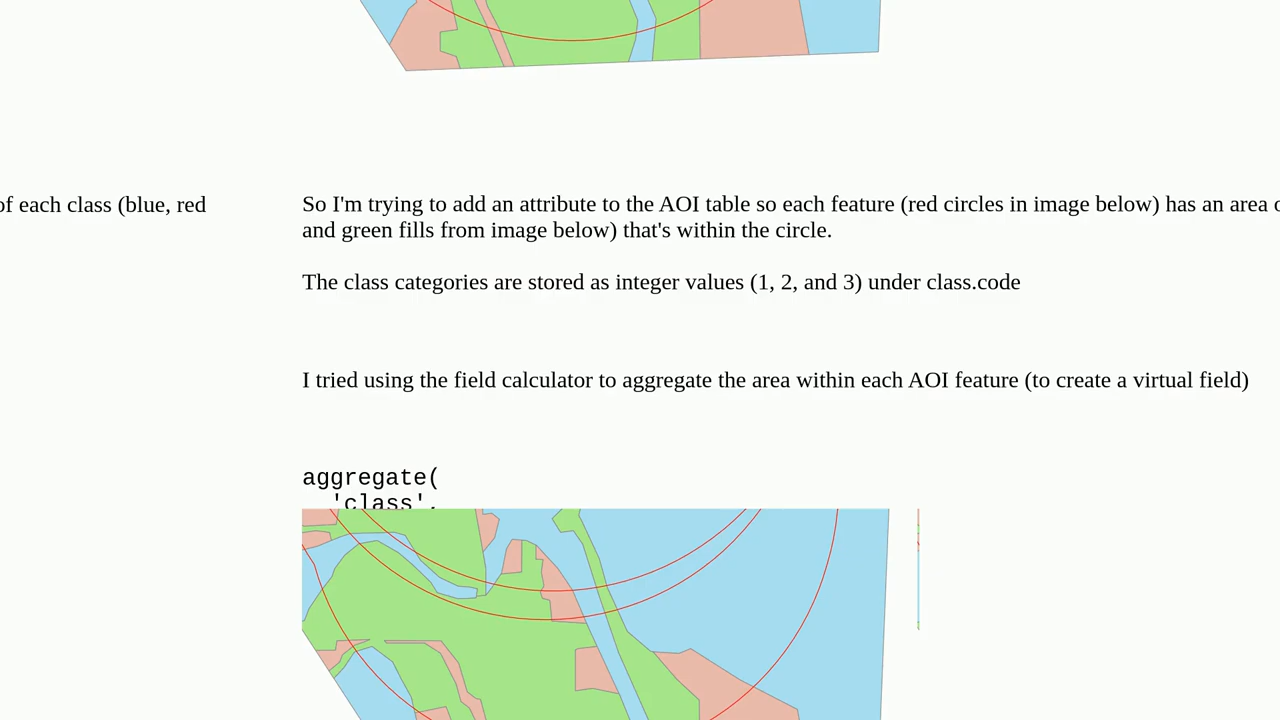 of each class (blue, red
So I'm trying to add an attribute to the AOI table so each feature (red circles in image below) has an area
and green fills from image below) that's within the circle.
The class categories are stored as integer values (1, 2, and 3) under class.code
I tried using the field calculator to aggregate the area within each AOI feature (to create a virtual field)
aggregate(
'class',